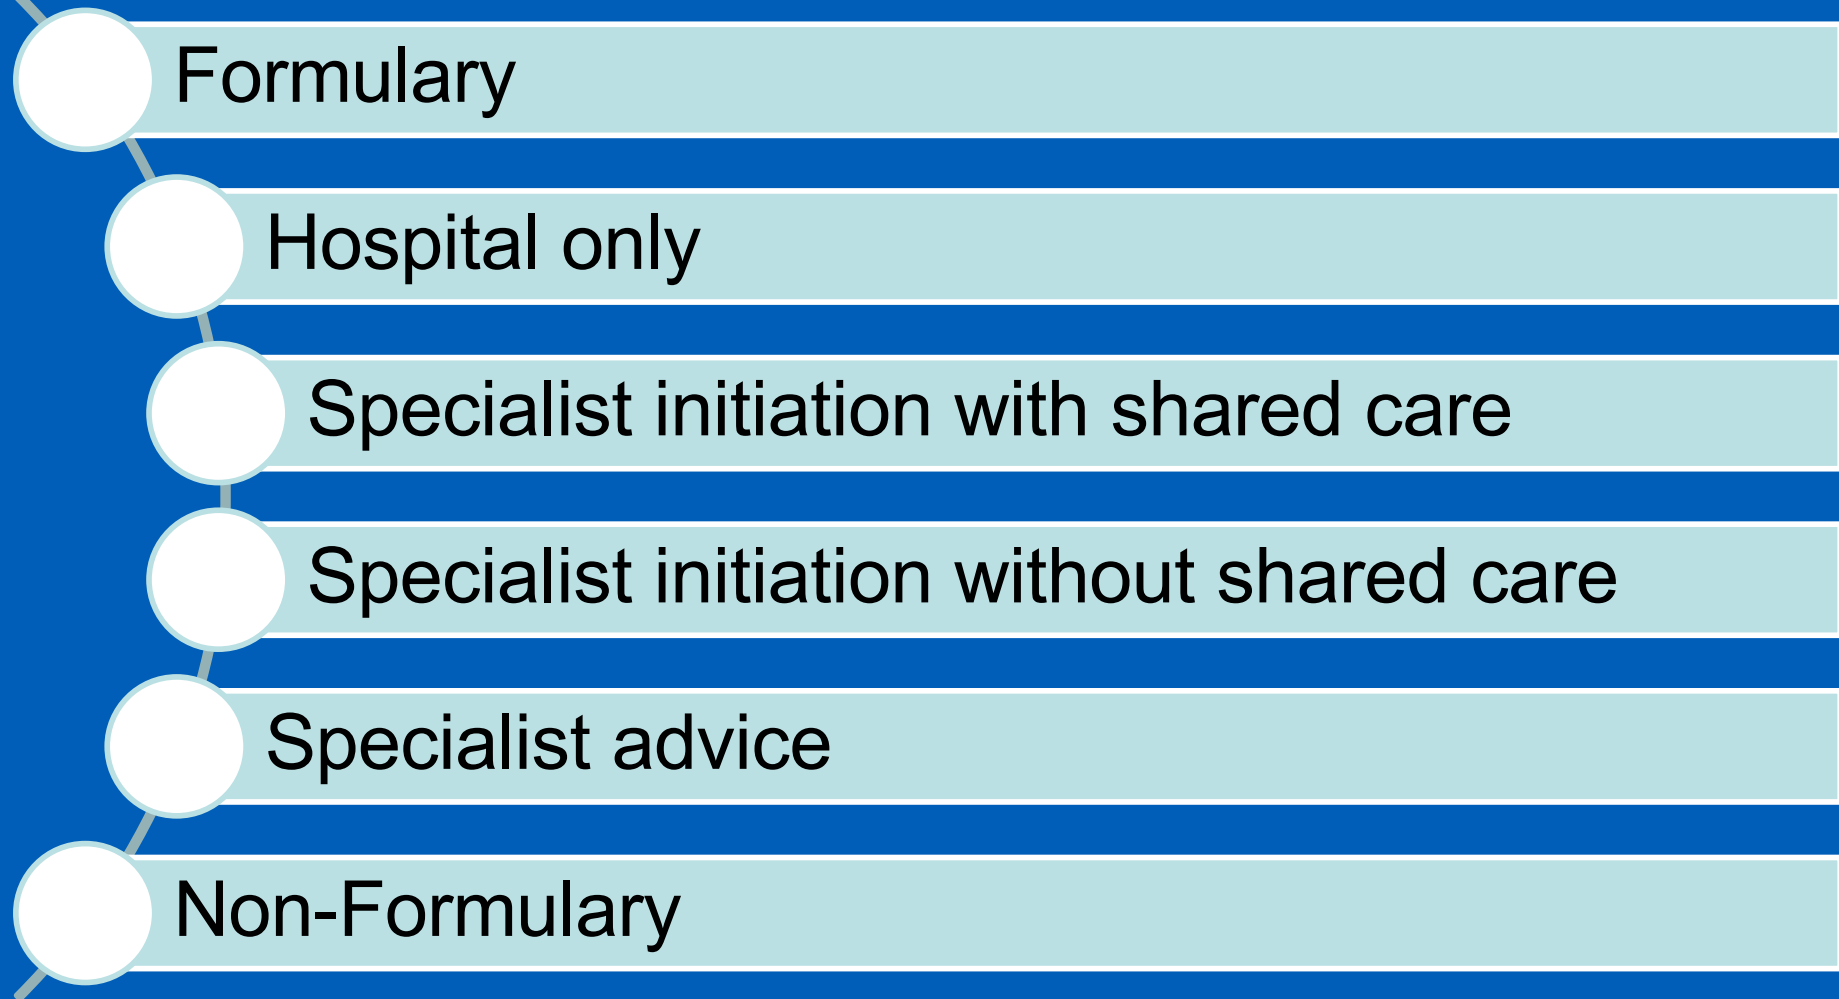 Formulary
Hospital only
Specialist initiation with shared care
Specialist initiation without shared care
Specialist advice
Non-Formulary